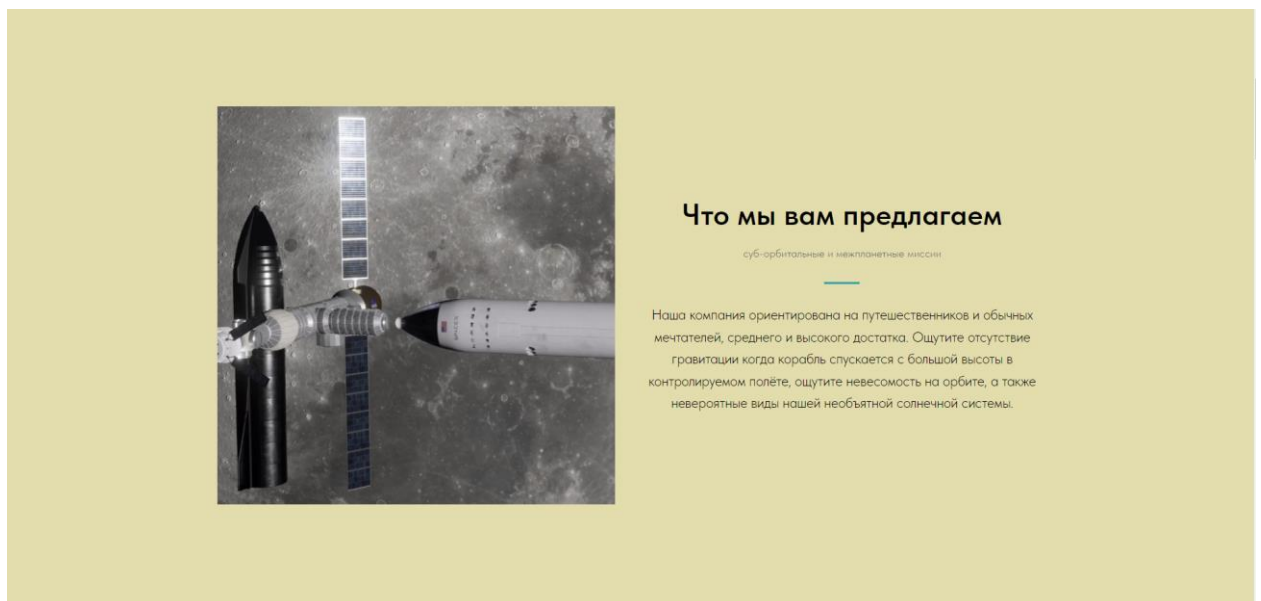 Что мы вам предлагаем
суб-орбитальные и межпланетные миссии
Наша компания ориентирована на путешественников и обычных
мечтателей, среднего и высокого достатка. Ощутите отсутствие
гравитации когда корабль спускается с большой высоты в
контролируемом полёте, ощутите невесомость на орбите, а также
невероятные виды нашей необъятной солнечной системы.